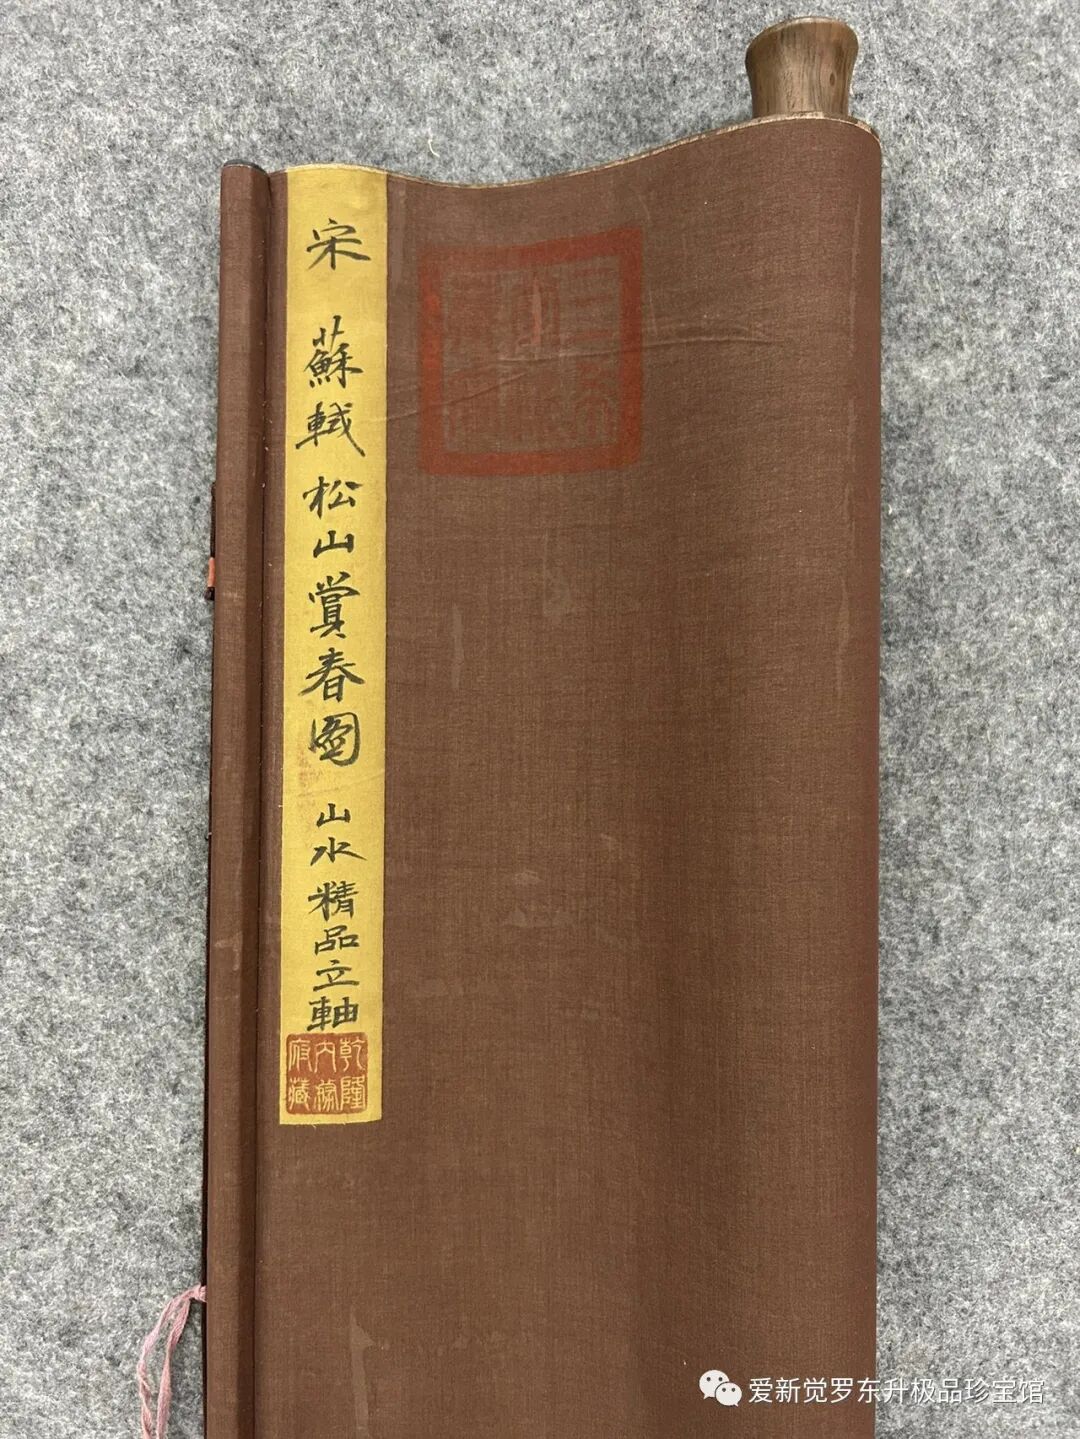 宋 蘇軾松山賞春圖 山水精品立軸
乾隆
內務
府藏
爱新觉罗东升极品珍宝馆